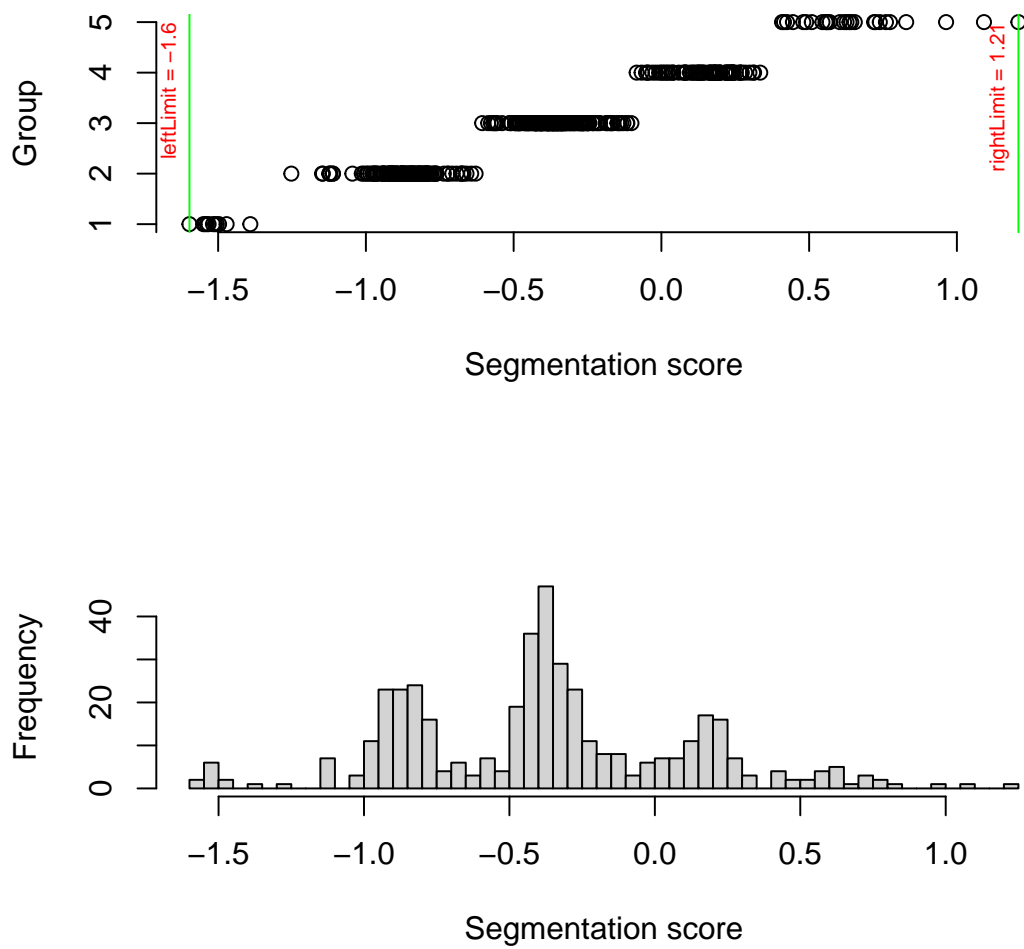 5
4
3
2
1
Group
leftLimit = −1.6
rightLimit = 1.21
−1.5 −1.0 −0.5 0.0 0.5 1.0
Segmentation score
40
20
0
Frequency
−1.5 −1.0 −0.5 0.0 0.5 1.0
Segmentation score